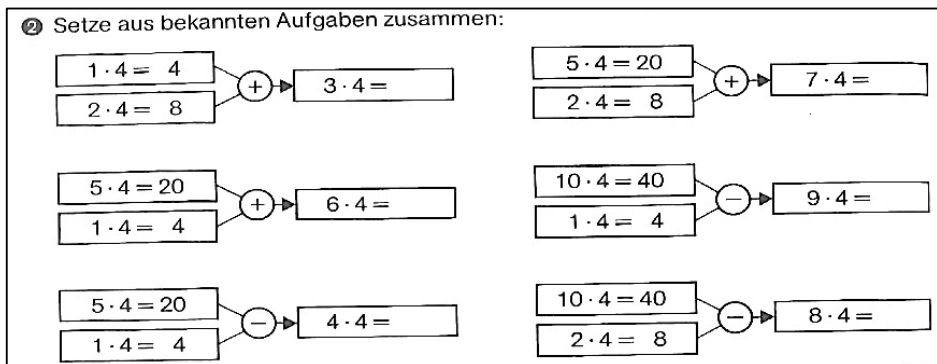 ❷ Setze aus bekannten Aufgaben zusammen:
1 · 4 = 4
2 · 4 = 8
+
3 · 4 =
5 · 4 = 20
2 · 4 = 8
+
7 · 4 =
5 · 4 = 20
1 · 4 = 4
+
6 · 4 =
10 · 4 = 40
1 · 4 = 4
−
9 · 4 =
5 · 4 = 20
1 · 4 = 4
−
4 · 4 =
10 · 4 = 40
2 · 4 = 8
−
8 · 4 =